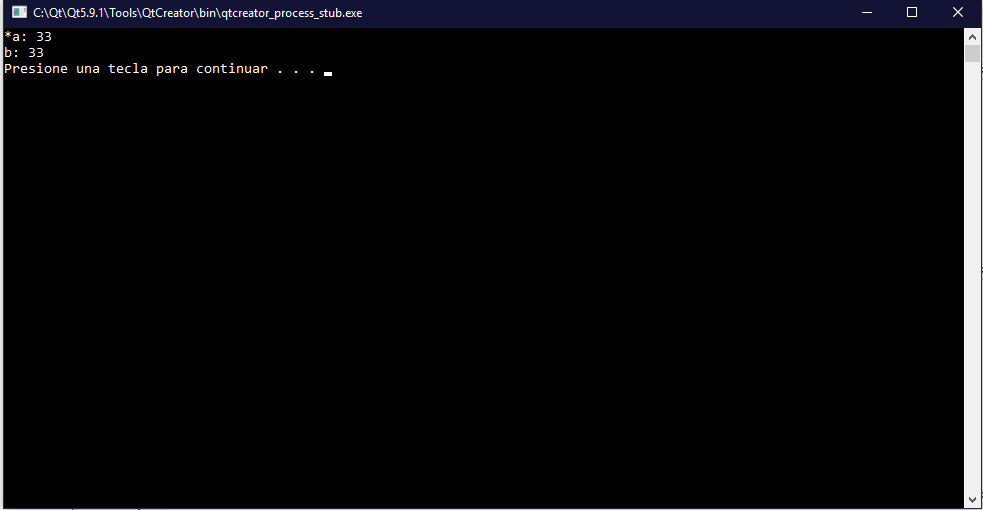 C:\Qt\Qt5.9.1\Tools\QtCreator\bin\qtcreator_process_stub.exe
*a: 33
b: 33
Presione una tecla para continuar . . .